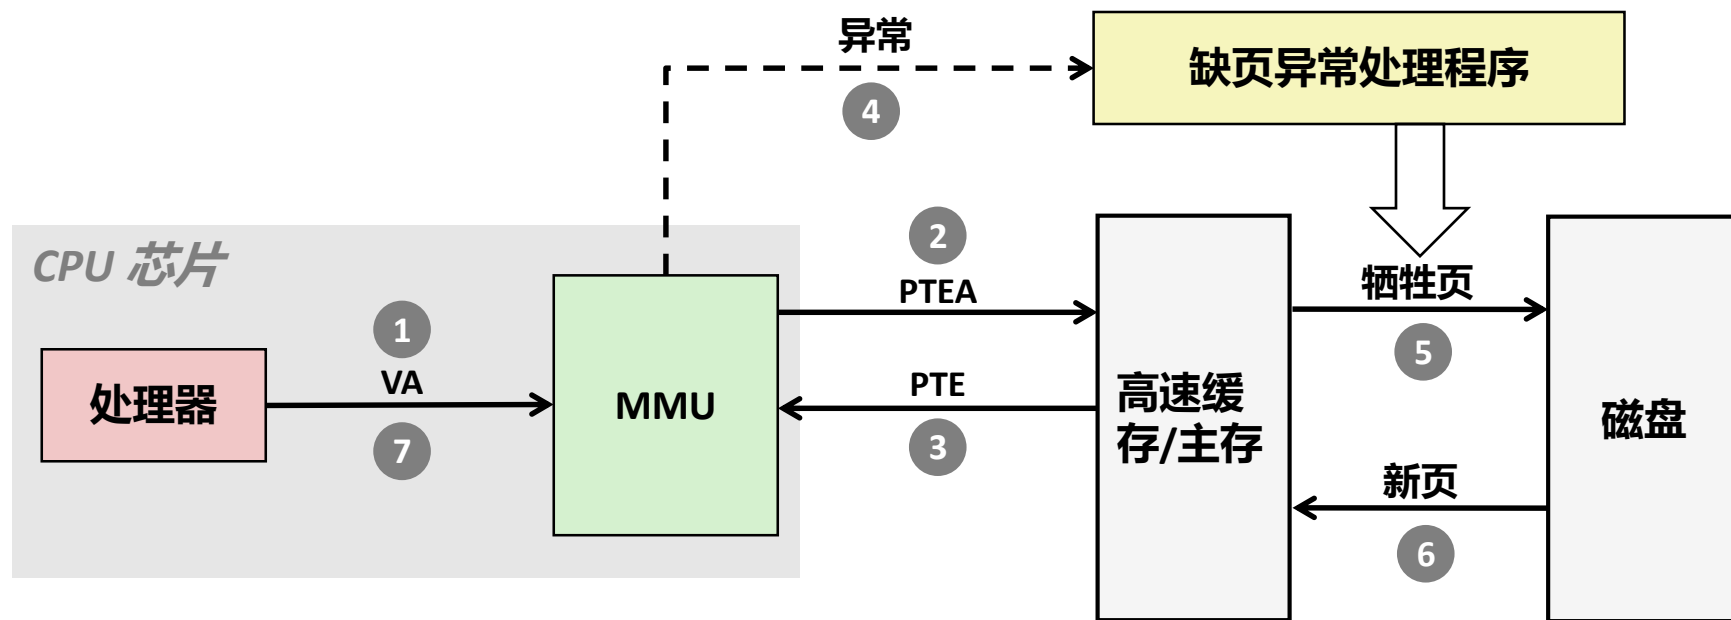 异常
缺页异常处理程序
4
2
CPU 芯片
PTEA
牺牲页
1
5
VA
处理器
MMU
PTE
高速缓
存/主存
磁盘
7
3
新页
6